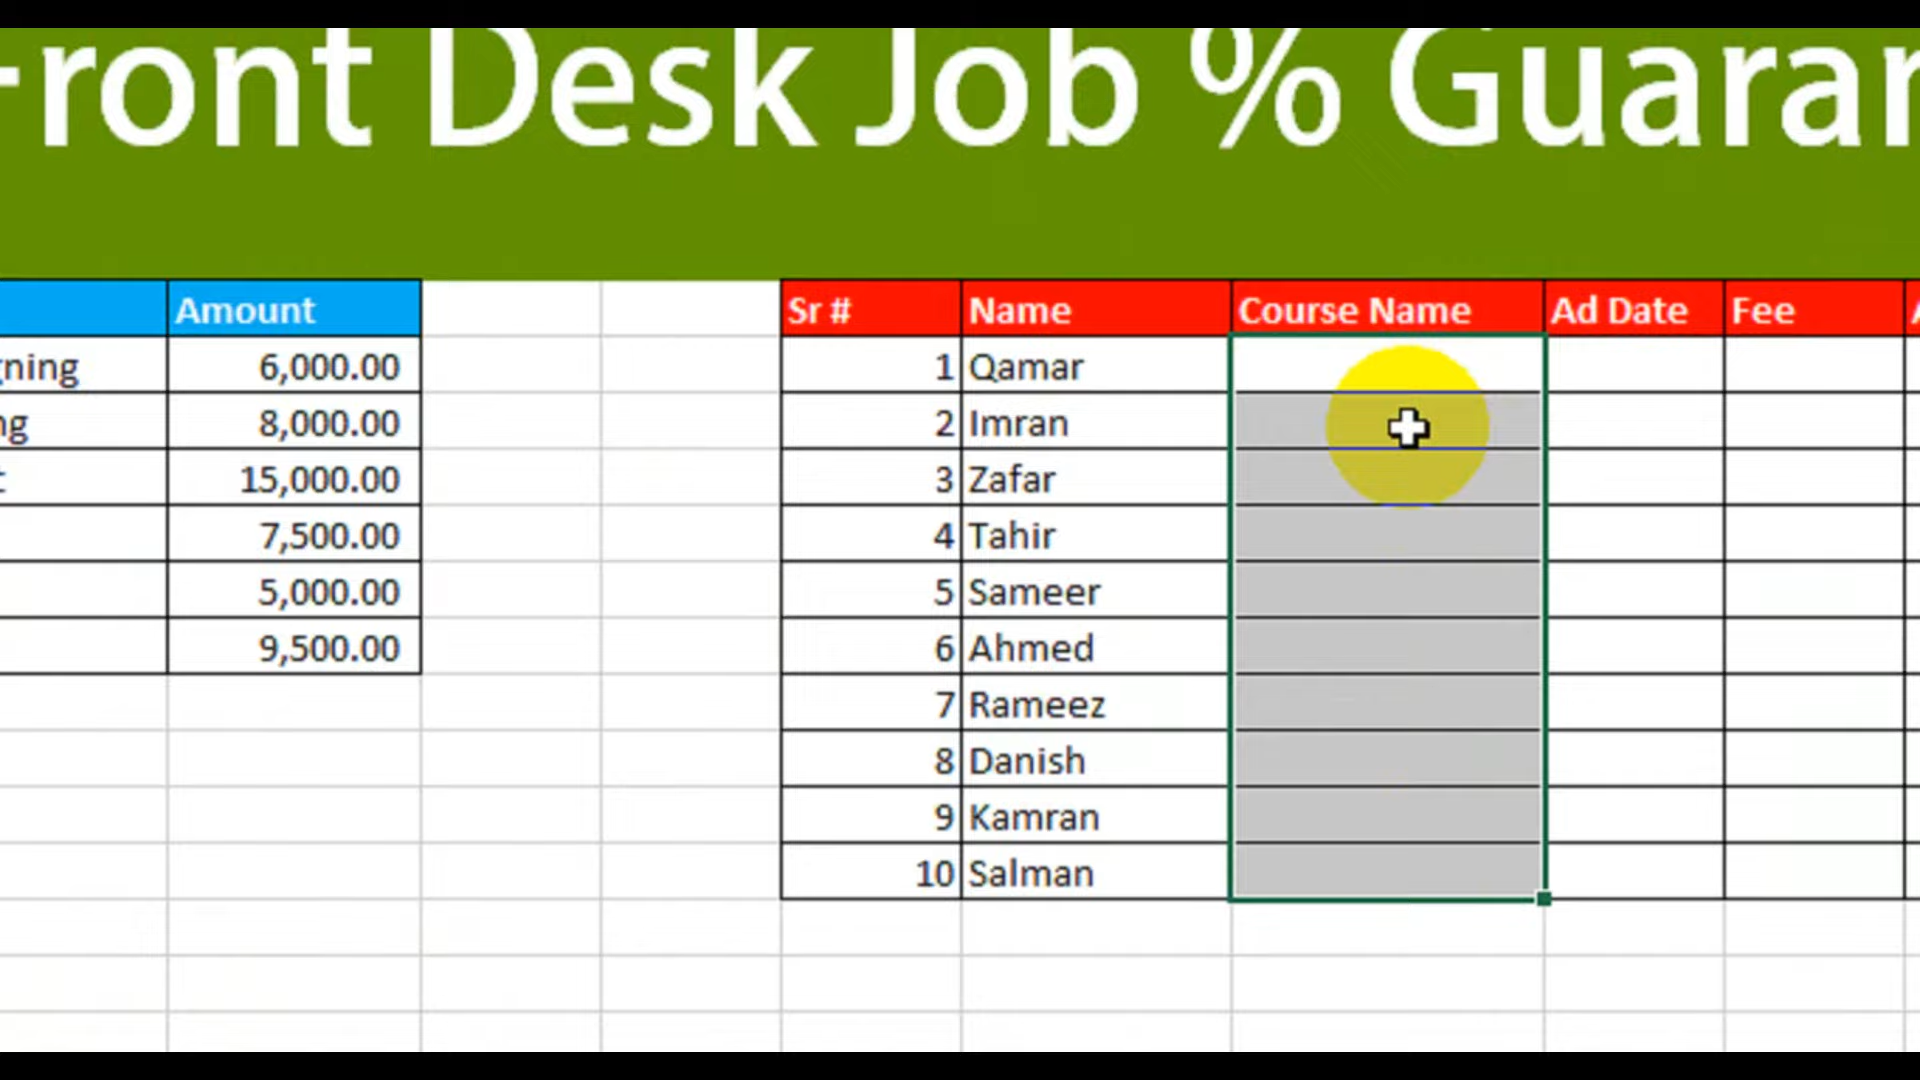 Front Desk Job % Guaran
Amount
6,000.00
8,000.00
15,000.00
7,500.00
5,000.00
9,500.00
Sr # Name Course Name Ad Date Fee
1 Qamar
2 Imran
3 Zafar
4 Tahir
5 Sameer
6 Ahmed
7 Rameez
8 Danish
9 Kamran
10 Salman